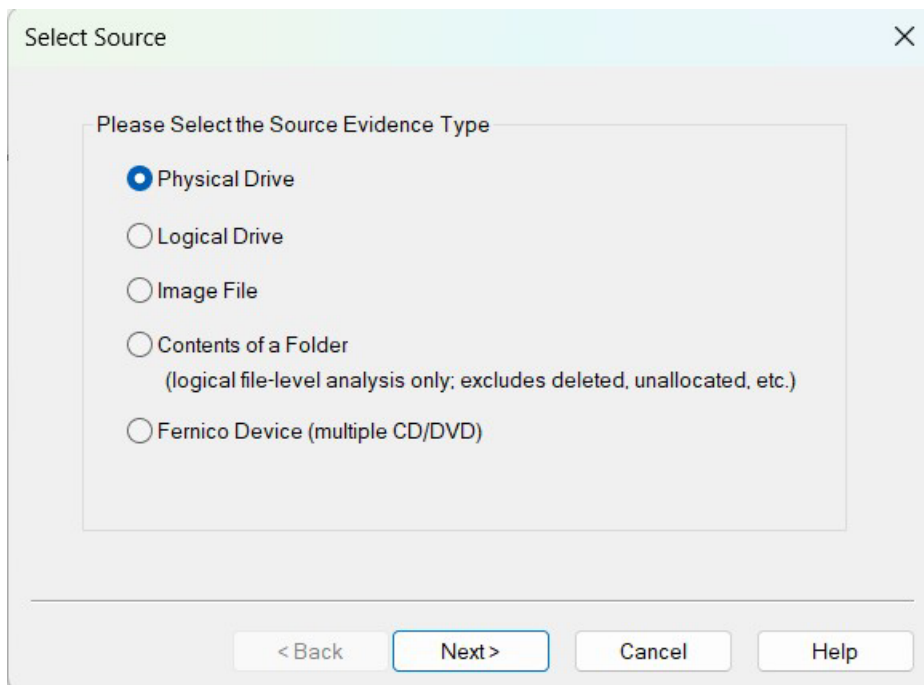 Select Source
Please Select the Source Evidence Type
Physical Drive
Logical Drive
Image File
Contents of a Folder
(logical file-level analysis only; excludes deleted, unallocated, etc.)
Fernico Device (multiple CD/DVD)
< Back Next > Cancel Help